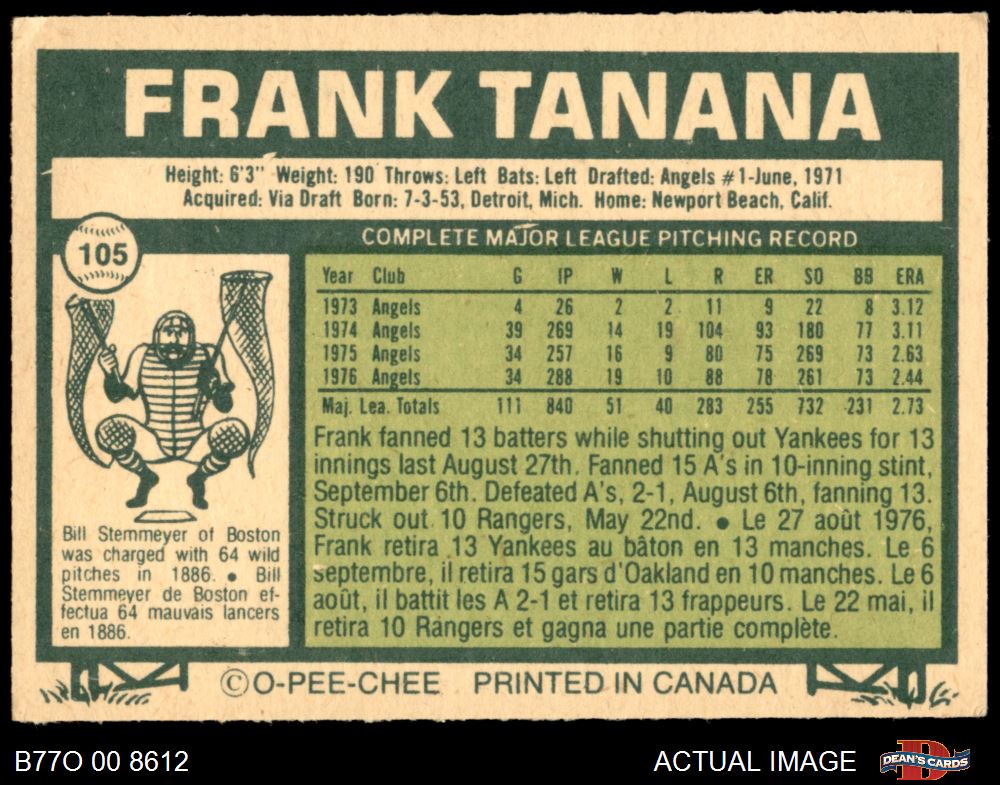 FRANK TANANA
Height: 6'3" Weight: 190 Throws: Left Bats: Left Drafted: Angels #1-June, 1971
Acquired: Via Draft Born: 7-3-53, Detroit, Mich. Home: Newport Beach, Calif.
105
COMPLETE MAJOR LEAGUE PITCHING RECORD
Year Club G IP W L R ER SO BB ERA
1973 Angels 4 26 2 2 11 9 22 8 3.12
1974 Angels 39 269 14 19 104 93 180 77 3.11
1975 Angels 34 257 16 9 80 75 269 73 2.63
1976 Angels 34 288 19 10 88 78 261 73 2.44
Maj. Lea. Totals 111 840 51 40 283 255 732 231 2.73
Frank fanned 13 batters while shutting out Yankees for 13
innings last August 27th. Fanned 15 A's in 10-inning stint,
September 6th. Defeated A's, 2-1, August 6th, fanning 13.
Struck out 10 Rangers, May 22nd. • Le 27 août 1976,
Frank retira 13 Yankees au bâton en 13 manches. Le 6
septembre, il retira 15 gars d'Oakland en 10 manches. Le 6
août, il battit les A 2-1 et retira 13 frappeurs. Le 22 mai, il
retira 10 Rangers et gagna une partie complète.
Bill Stemmeyer of Boston
was charged with 64 wild
pitches in 1886. • Bill
Stemmeyer de Boston ef-
fectua 64 mauvais lancers
en 1886.
©O-PEE-CHEE PRINTED IN CANADA
B77O 00 8612
ACTUAL IMAGE
DEAN'S CARDS